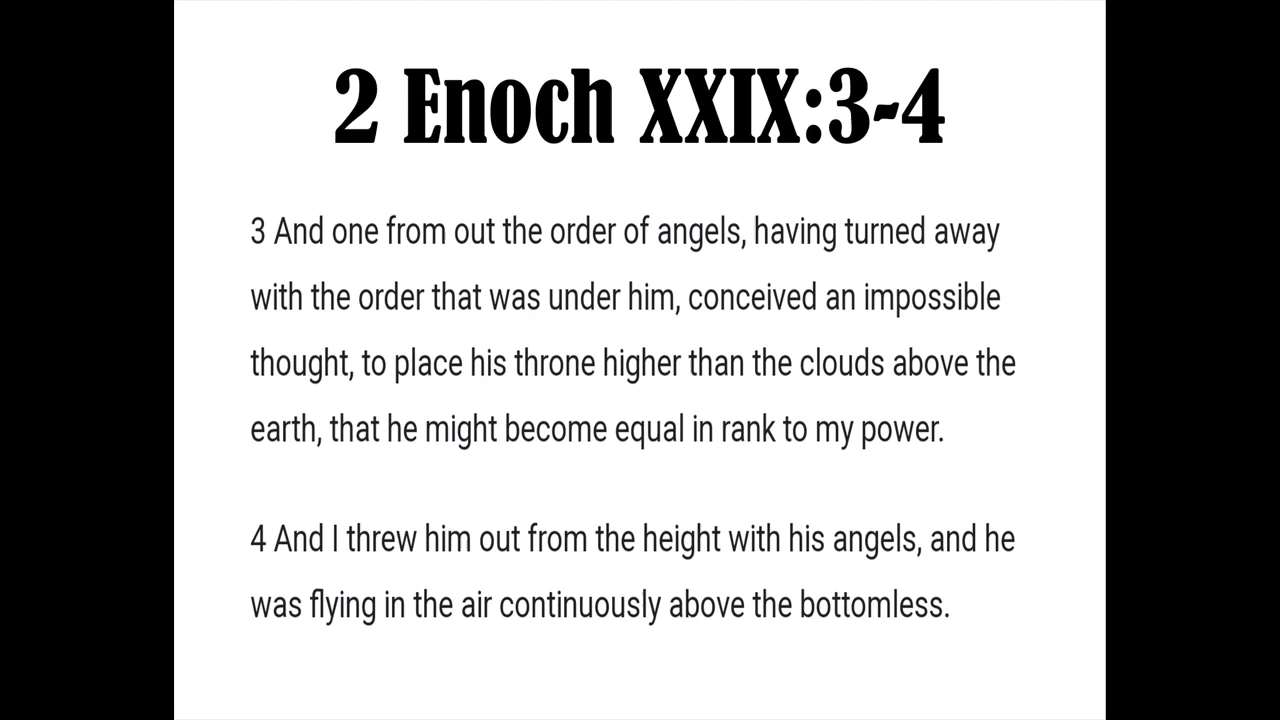 2 Enoch XXIX:3-4
3 And one from out the order of angels, having turned away
with the order that was under him, conceived an impossible
thought, to place his throne higher than the clouds above the
earth, that he might become equal in rank to my power.
4 And I threw him out from the height with his angels, and he
was flying in the air continuously above the bottomless.